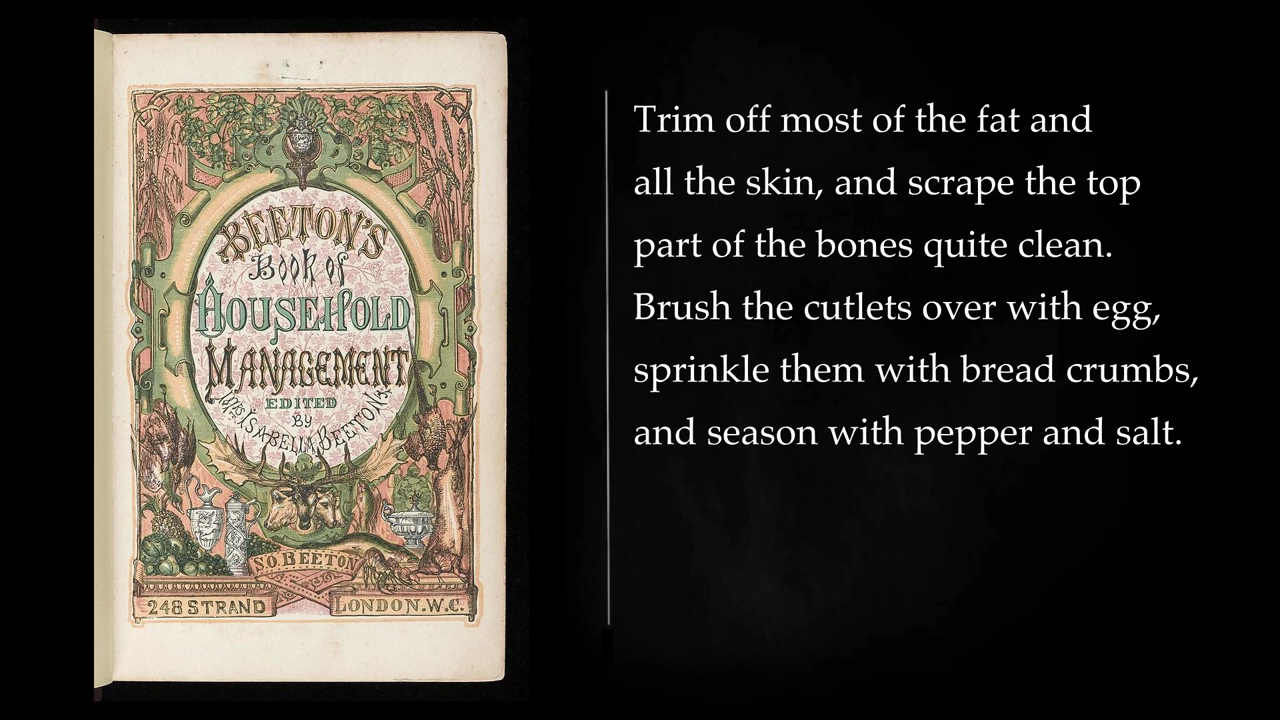 BEETON'S
Book of
HOUSEHOLD
MANAGEMENT
EDITED
BY
MRS ISABELLA BEETON
S.O. BEETON
248 STRAND
LONDON. W.C.
Trim off most of the fat and
all the skin, and scrape the top
part of the bones quite clean.
Brush the cutlets over with egg,
sprinkle them with bread crumbs,
and season with pepper and salt.